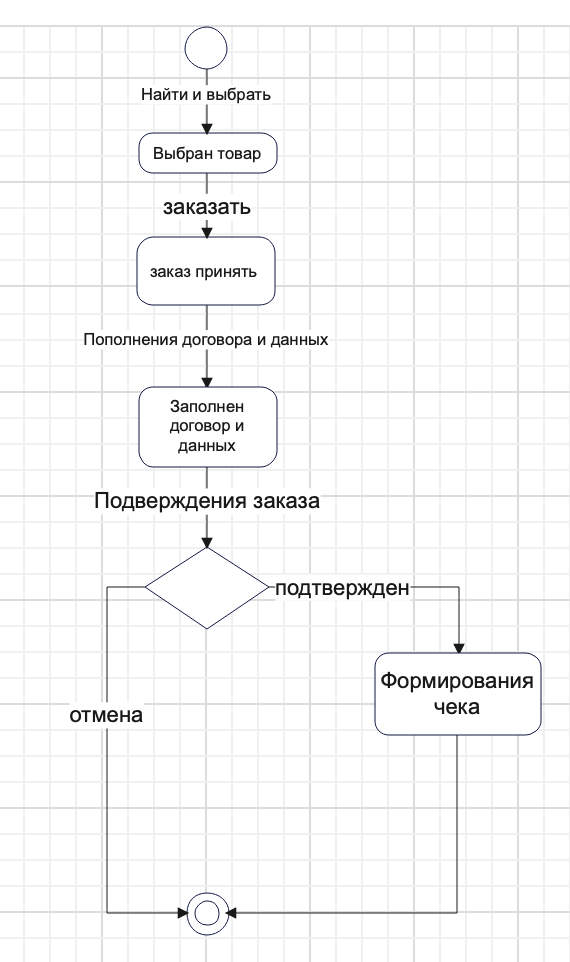 Найти и выбрать
Выбран товар
заказать
заказ принять
Пополнения договора и данных
Заполнен
договор и
данных
Подверждения заказа
подтвержден
Формирования
чека
отмена